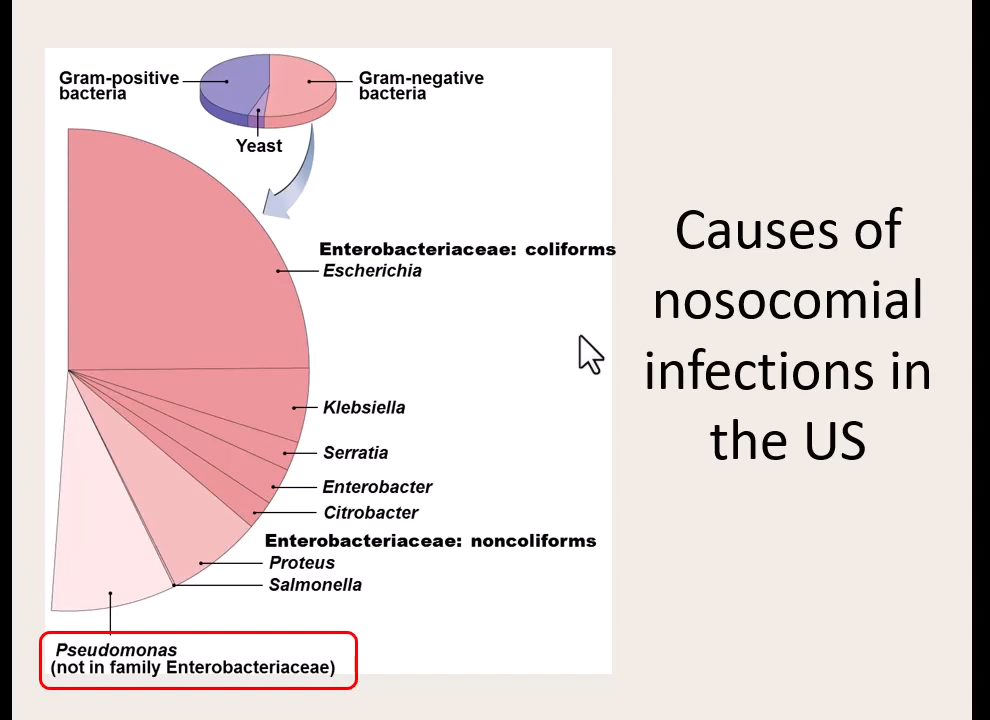 Gram-positive
bacteria
Gram-negative
bacteria
Yeast
Enterobacteriaceae: coliforms
Escherichia
Klebsiella
Serratia
Enterobacter
Citrobacter
Enterobacteriaceae: noncoliforms
Proteus
Salmonella
Pseudomonas
(not in family Enterobacteriaceae)
Causes of
nosocomial
infections in
the US